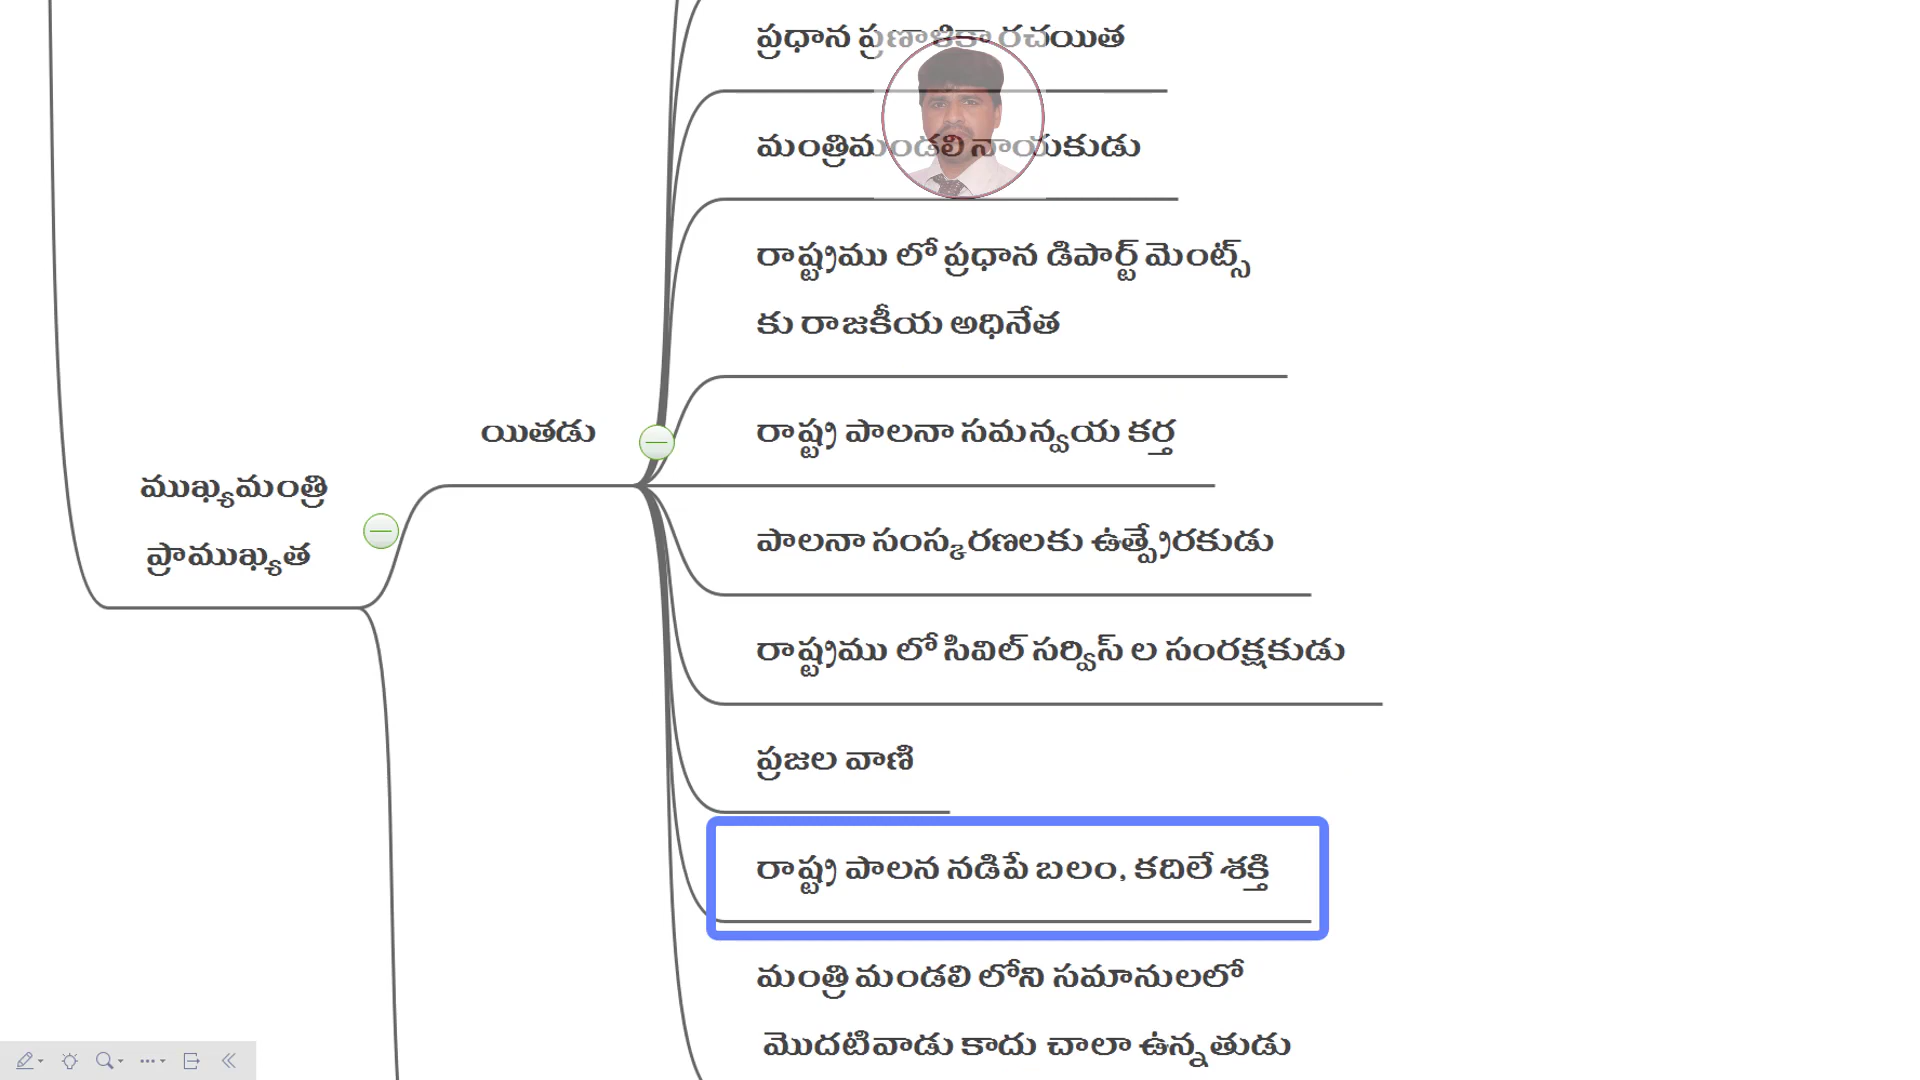 ప్రధాన ప్రణాళికా రచయిత
మంత్రిమండలి నాయకుడు
రాష్ట్రము లో ప్రధాన డిపార్ట్ మెంట్స్
కు రాజకీయ అధినేత
యితడు
రాష్ట్ర పాలనా సమన్వయ కర్త
ముఖ్యమంత్రి
ప్రాముఖ్యత
పాలనా సంస్కరణలకు ఉత్ప్రేరకుడు
రాష్ట్రము లో సివిల్ సర్విస్ ల సంరక్షకుడు
ప్రజల వాణి
రాష్ట్ర పాలన నడిపే బలం, కదిలే శక్తి
మంత్రి మండలి లోని సమానులలో
మొదటివాడు కాదు చాలా ఉన్నతుడు